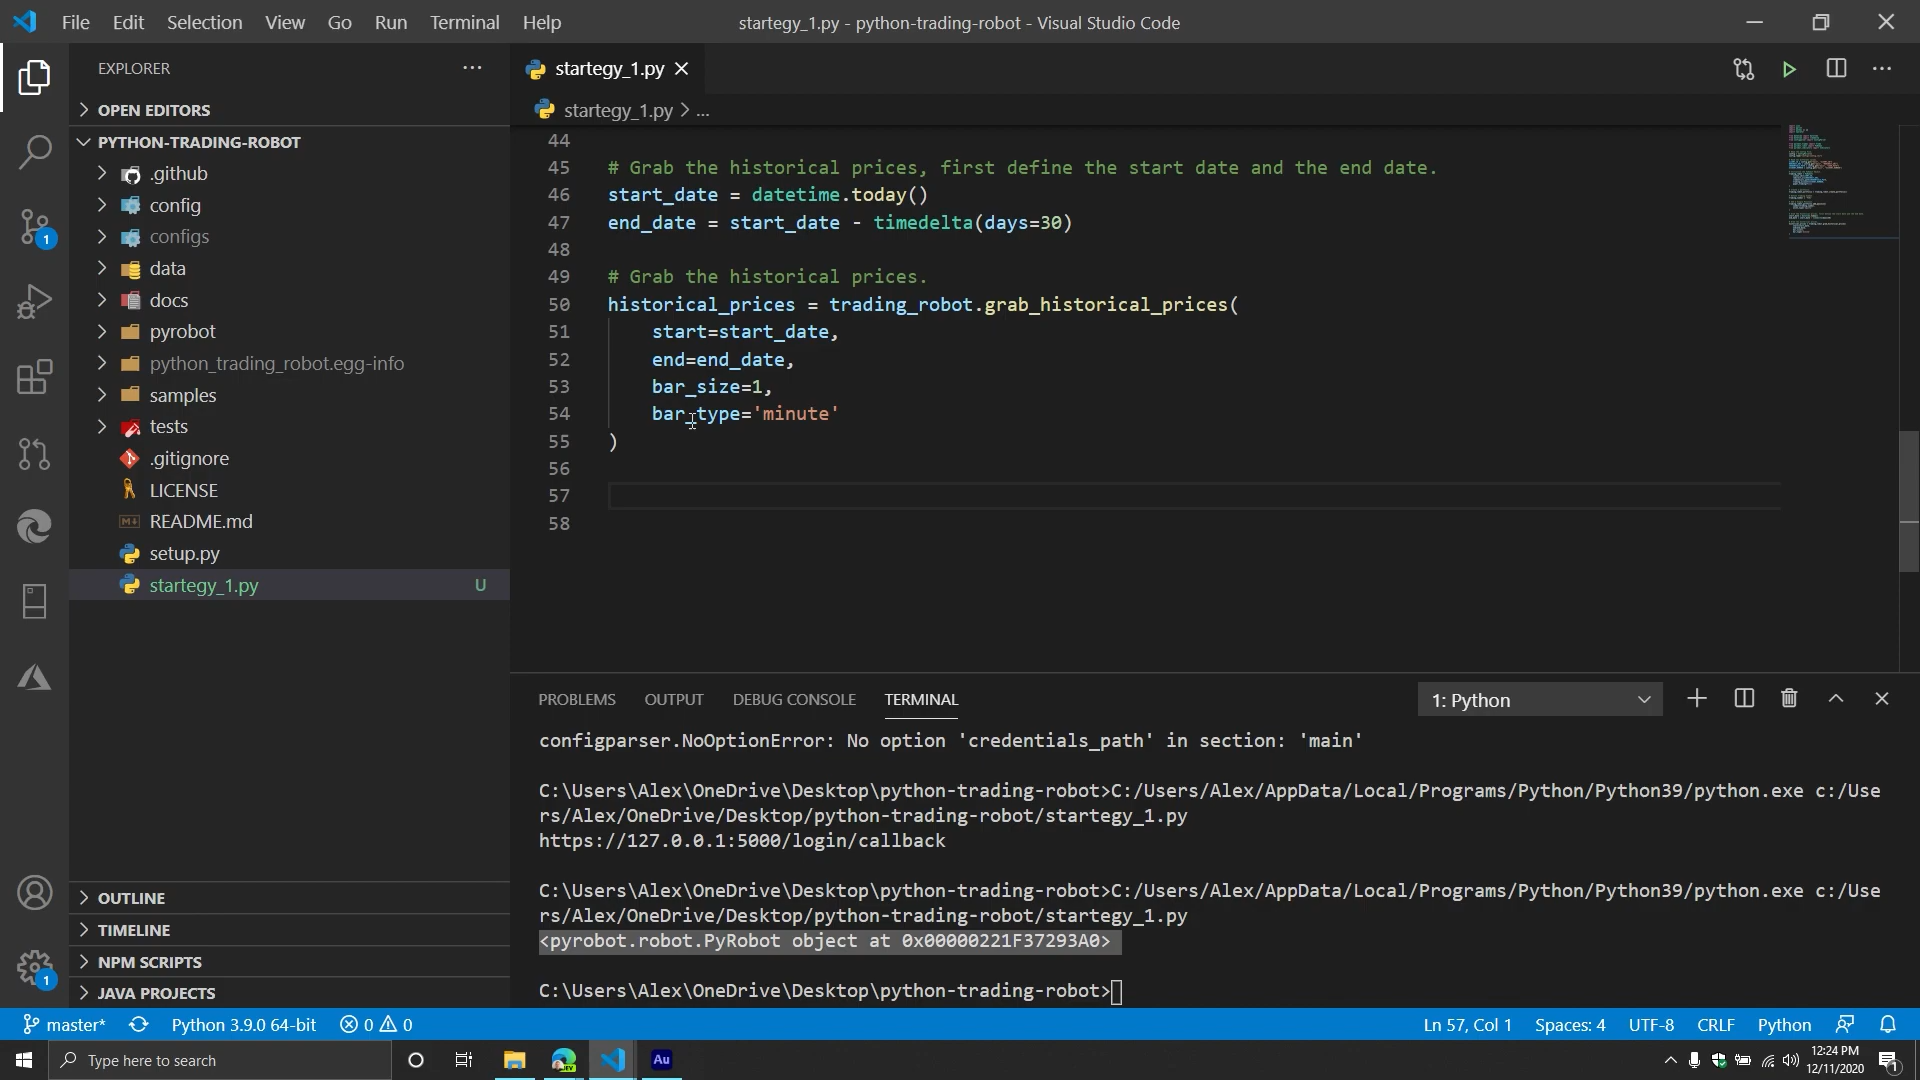 File Edit Selection View Go Run Terminal Help
startegy_1.py - python-trading-robot - Visual Studio Code
EXPLORER
OPEN EDITORS
PYTHON-TRADING-ROBOT
.github
config
configs
data
docs
pyrobot
python_trading_robot.egg-info
samples
tests
.gitignore
LICENSE
README.md
setup.py
startegy_1.py U
OUTLINE
TIMELINE
NPM SCRIPTS
JAVA PROJECTS
1
1
startegy_1.py
startegy_1.py > ...
44
45 # Grab the historical prices, first define the start date and the end date.
46 start_date = datetime.today()
47 end_date = start_date - timedelta(days=30)
48
49 # Grab the historical prices.
50 historical_prices = trading_robot.grab_historical_prices(
51 start=start_date,
52 end=end_date,
53 bar_size=1,
54 bar_type='minute'
55 )
56
57
58
PROBLEMS OUTPUT DEBUG CONSOLE TERMINAL
1: Python
configparser.NoOptionError: No option 'credentials_path' in section: 'main'
C:\Users\Alex\OneDrive\Desktop\python-trading-robot>C:/Users/Alex/AppData/Local/Programs/Python/Python39/python.exe c:/Use
rs/Alex/OneDrive/Desktop/python-trading-robot/startegy_1.py
https://127.0.0.1:5000/login/callback
C:\Users\Alex\OneDrive\Desktop\python-trading-robot>C:/Users/Alex/AppData/Local/Programs/Python/Python39/python.exe c:/Use
rs/Alex/OneDrive/Desktop/python-trading-robot/startegy_1.py
<pyrobot.robot.PyRobot object at 0x00000221F37293A0>
C:\Users\Alex\OneDrive\Desktop\python-trading-robot>
master* Python 3.9.0 64-bit 0 0
Ln 57, Col 1 Spaces: 4 UTF-8 CRLF Python
Type here to search
Au
12:24 PM
12/11/2020
1